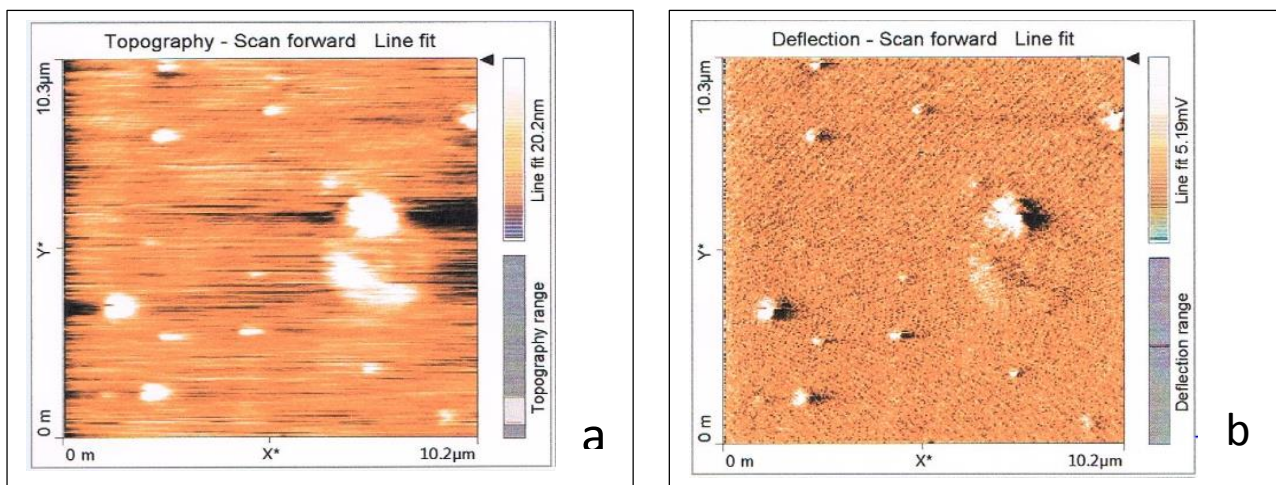 Topography - Scan forward Line fit
10.3µm
Y*
0 m
0 m
X*
10.2µm
Line fit 20.2nm
Topography range
a
Deflection - Scan forward Line fit
10.3µm
Y*
0 m
0 m
X*
10.2µm
Line fit 5.19mV
Deflection range
b